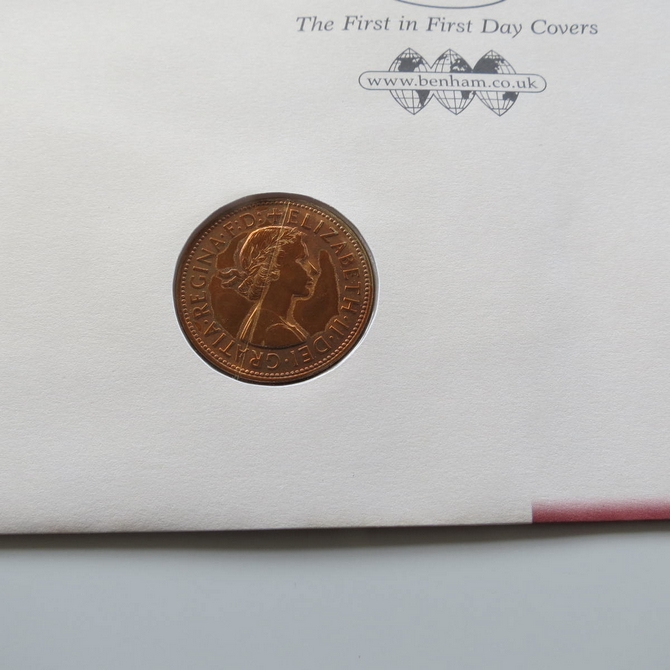 The First in First Day Covers
www.benham.co.uk
+ELIZABETH·II·DEI·GRATIA·REGINA·F:D: